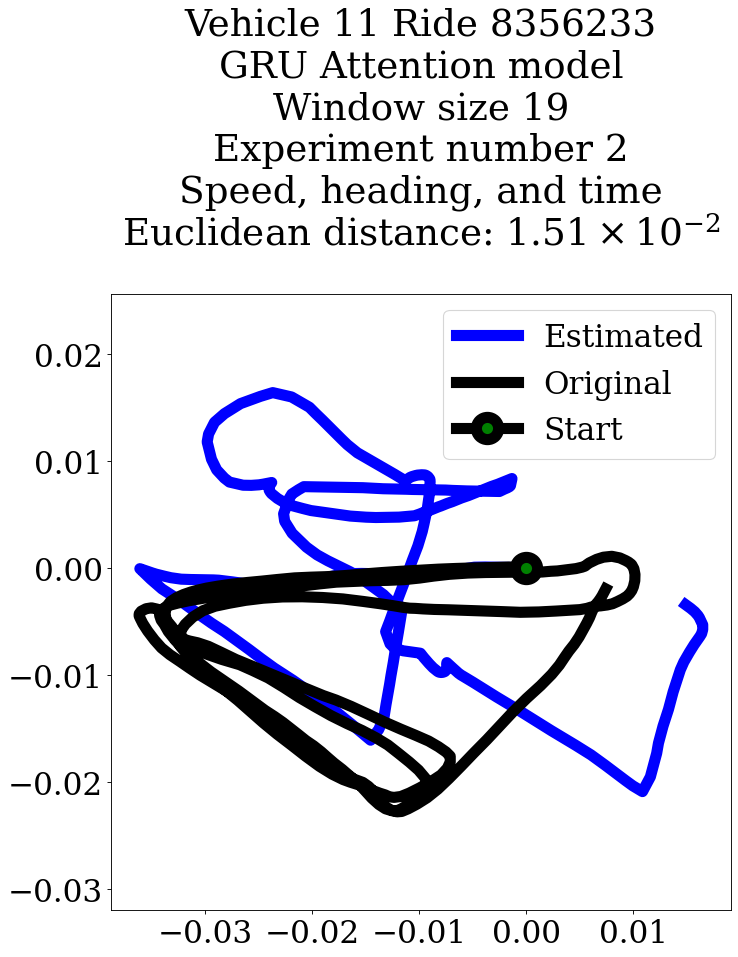 Vehicle 11 Ride 8356233
GRU Attention model
Window size 19
Experiment number 2
Speed, heading, and time
Euclidean distance: 1.51 × 10⁻²
Estimated
Original
Start
0.02
0.01
0.00
−0.01
−0.02
−0.03
−0.03 −0.02 −0.01 0.00 0.01